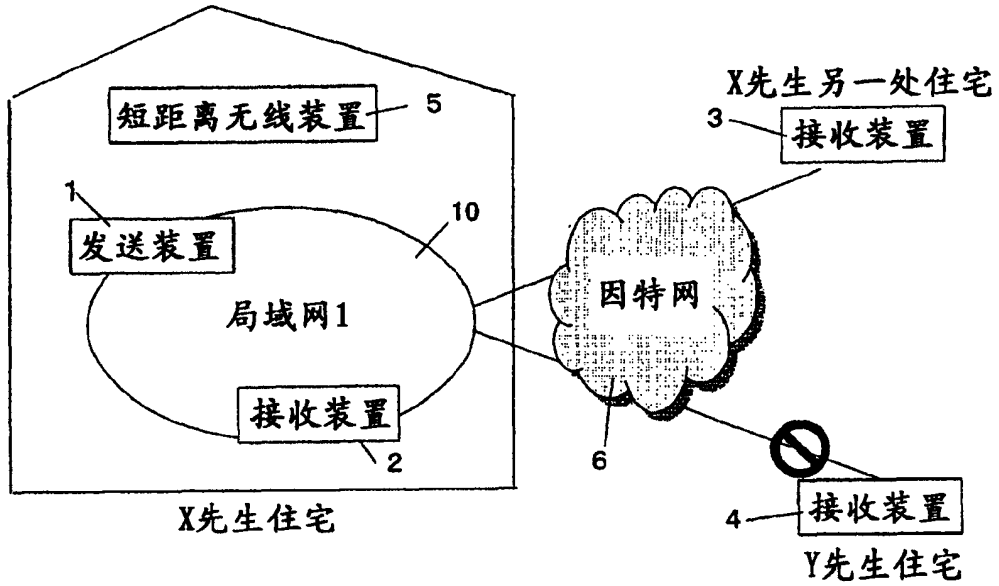 X先生另一处住宅
短距离无线装置 5
3 接收装置
1
发送装置
10
局域网1
因特网
接收装置
2
6
4 接收装置
X先生住宅
Y先生住宅